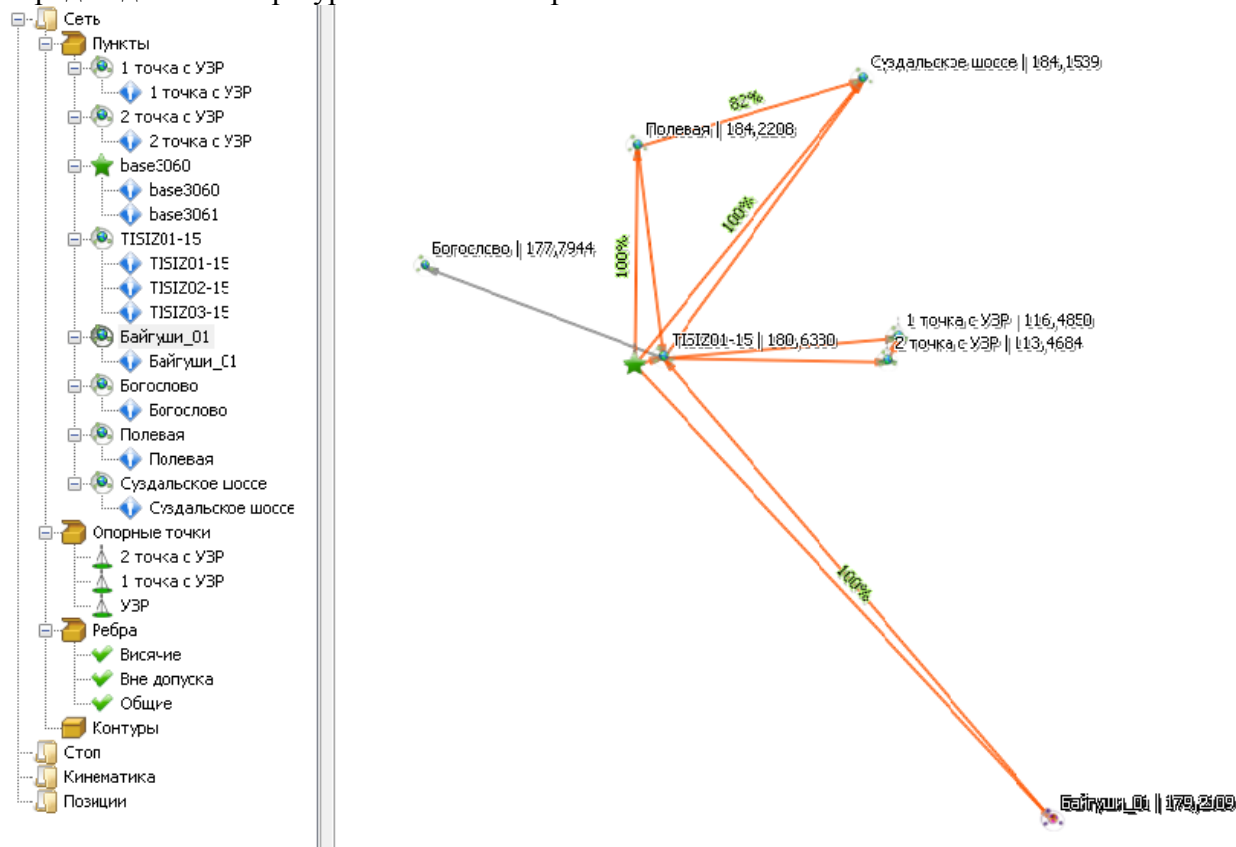 Сеть
Пункты
1 точка с УЗР
1 точка с УЗР
2 точка с УЗР
2 точка с УЗР
base3060
base3060
base3061
TISIZ01-15
TISIZ01-15
TISIZ02-15
TISIZ03-15
Байгуши_01
Байгуши_01
Богослово
Богослово
Полевая
Полевая
Суздальское шоссе
Суздальское шоссе
Опорные точки
2 точка с УЗР
1 точка с УЗР
УЗР
Ребра
Висячие
Вне допуска
Общие
Контуры
Стоп
Кинематика
Позиции
Суздальское шоссе || 184,1539
82%
Полевая || 184,2208
100%
Богослово || 177,7944
100%
1 точка с УЗР || 116,4850
TISIZ01-15 || 180,6330
2 точка с УЗР || 113,4684
100%
Байгуши_01 ||